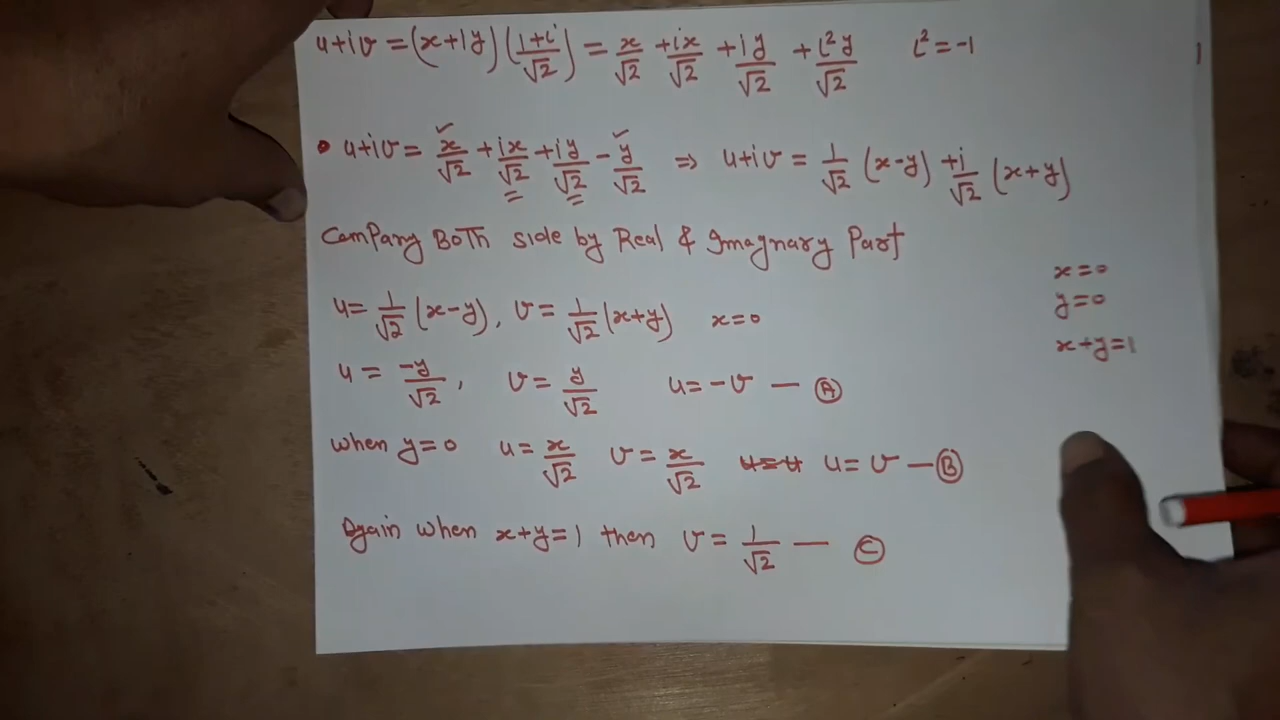 u+iv = (x+iy) (1+i/√2) = x/√2 + ix/√2 + iy/√2 + i²y/√2 i² = -1
• u+iv = x/√2 + ix/√2 + iy/√2 - y/√2 ⇒ u+iv = 1/√2 (x-y) + i/√2 (x+y)
Compary Both side by Real & Imagnary Part
x=0
y=0
x+y=1
u = 1/√2 (x-y), v = 1/√2 (x+y) x=0
u = -y/√2, v = y/√2 u = -v — (A)
when y=0 u = x/√2 v = x/√2 u = v — (B)
Again when x+y=1 then v = 1/√2 — (C)